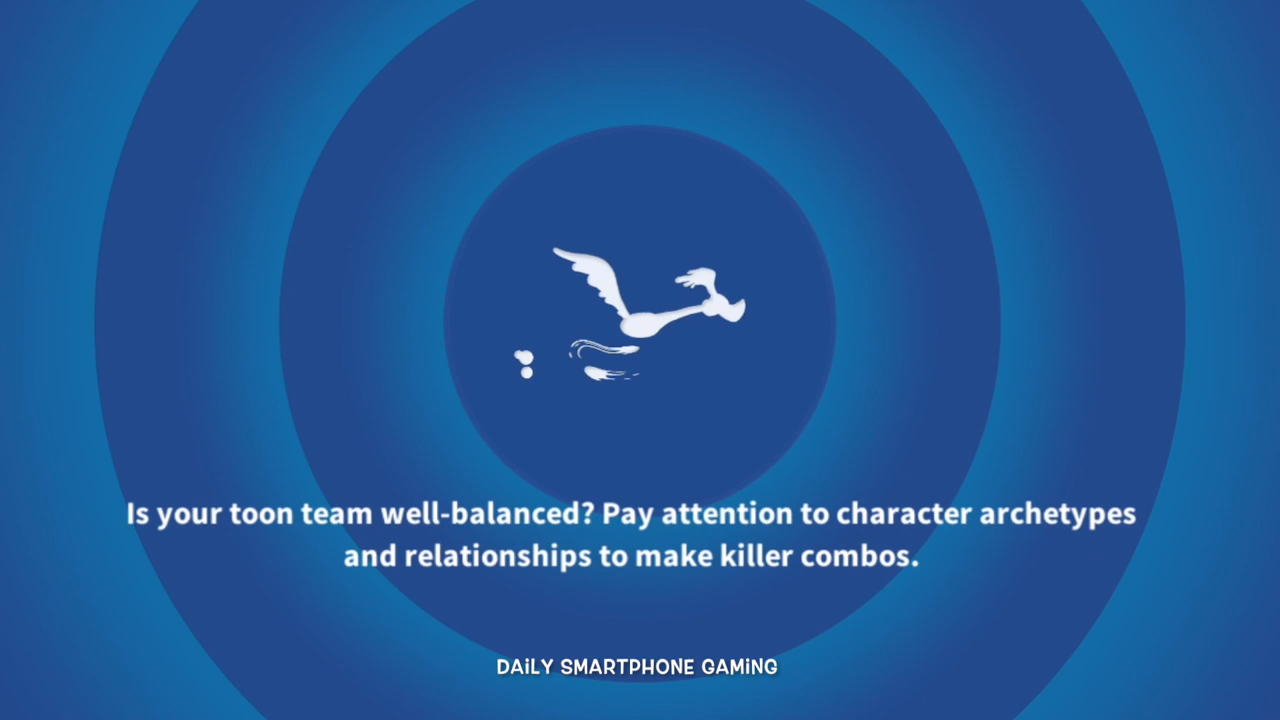 Is your toon team well-balanced? Pay attention to character archetypes
and relationships to make killer combos.
DAiLY SMARTPHONE GAMiNG